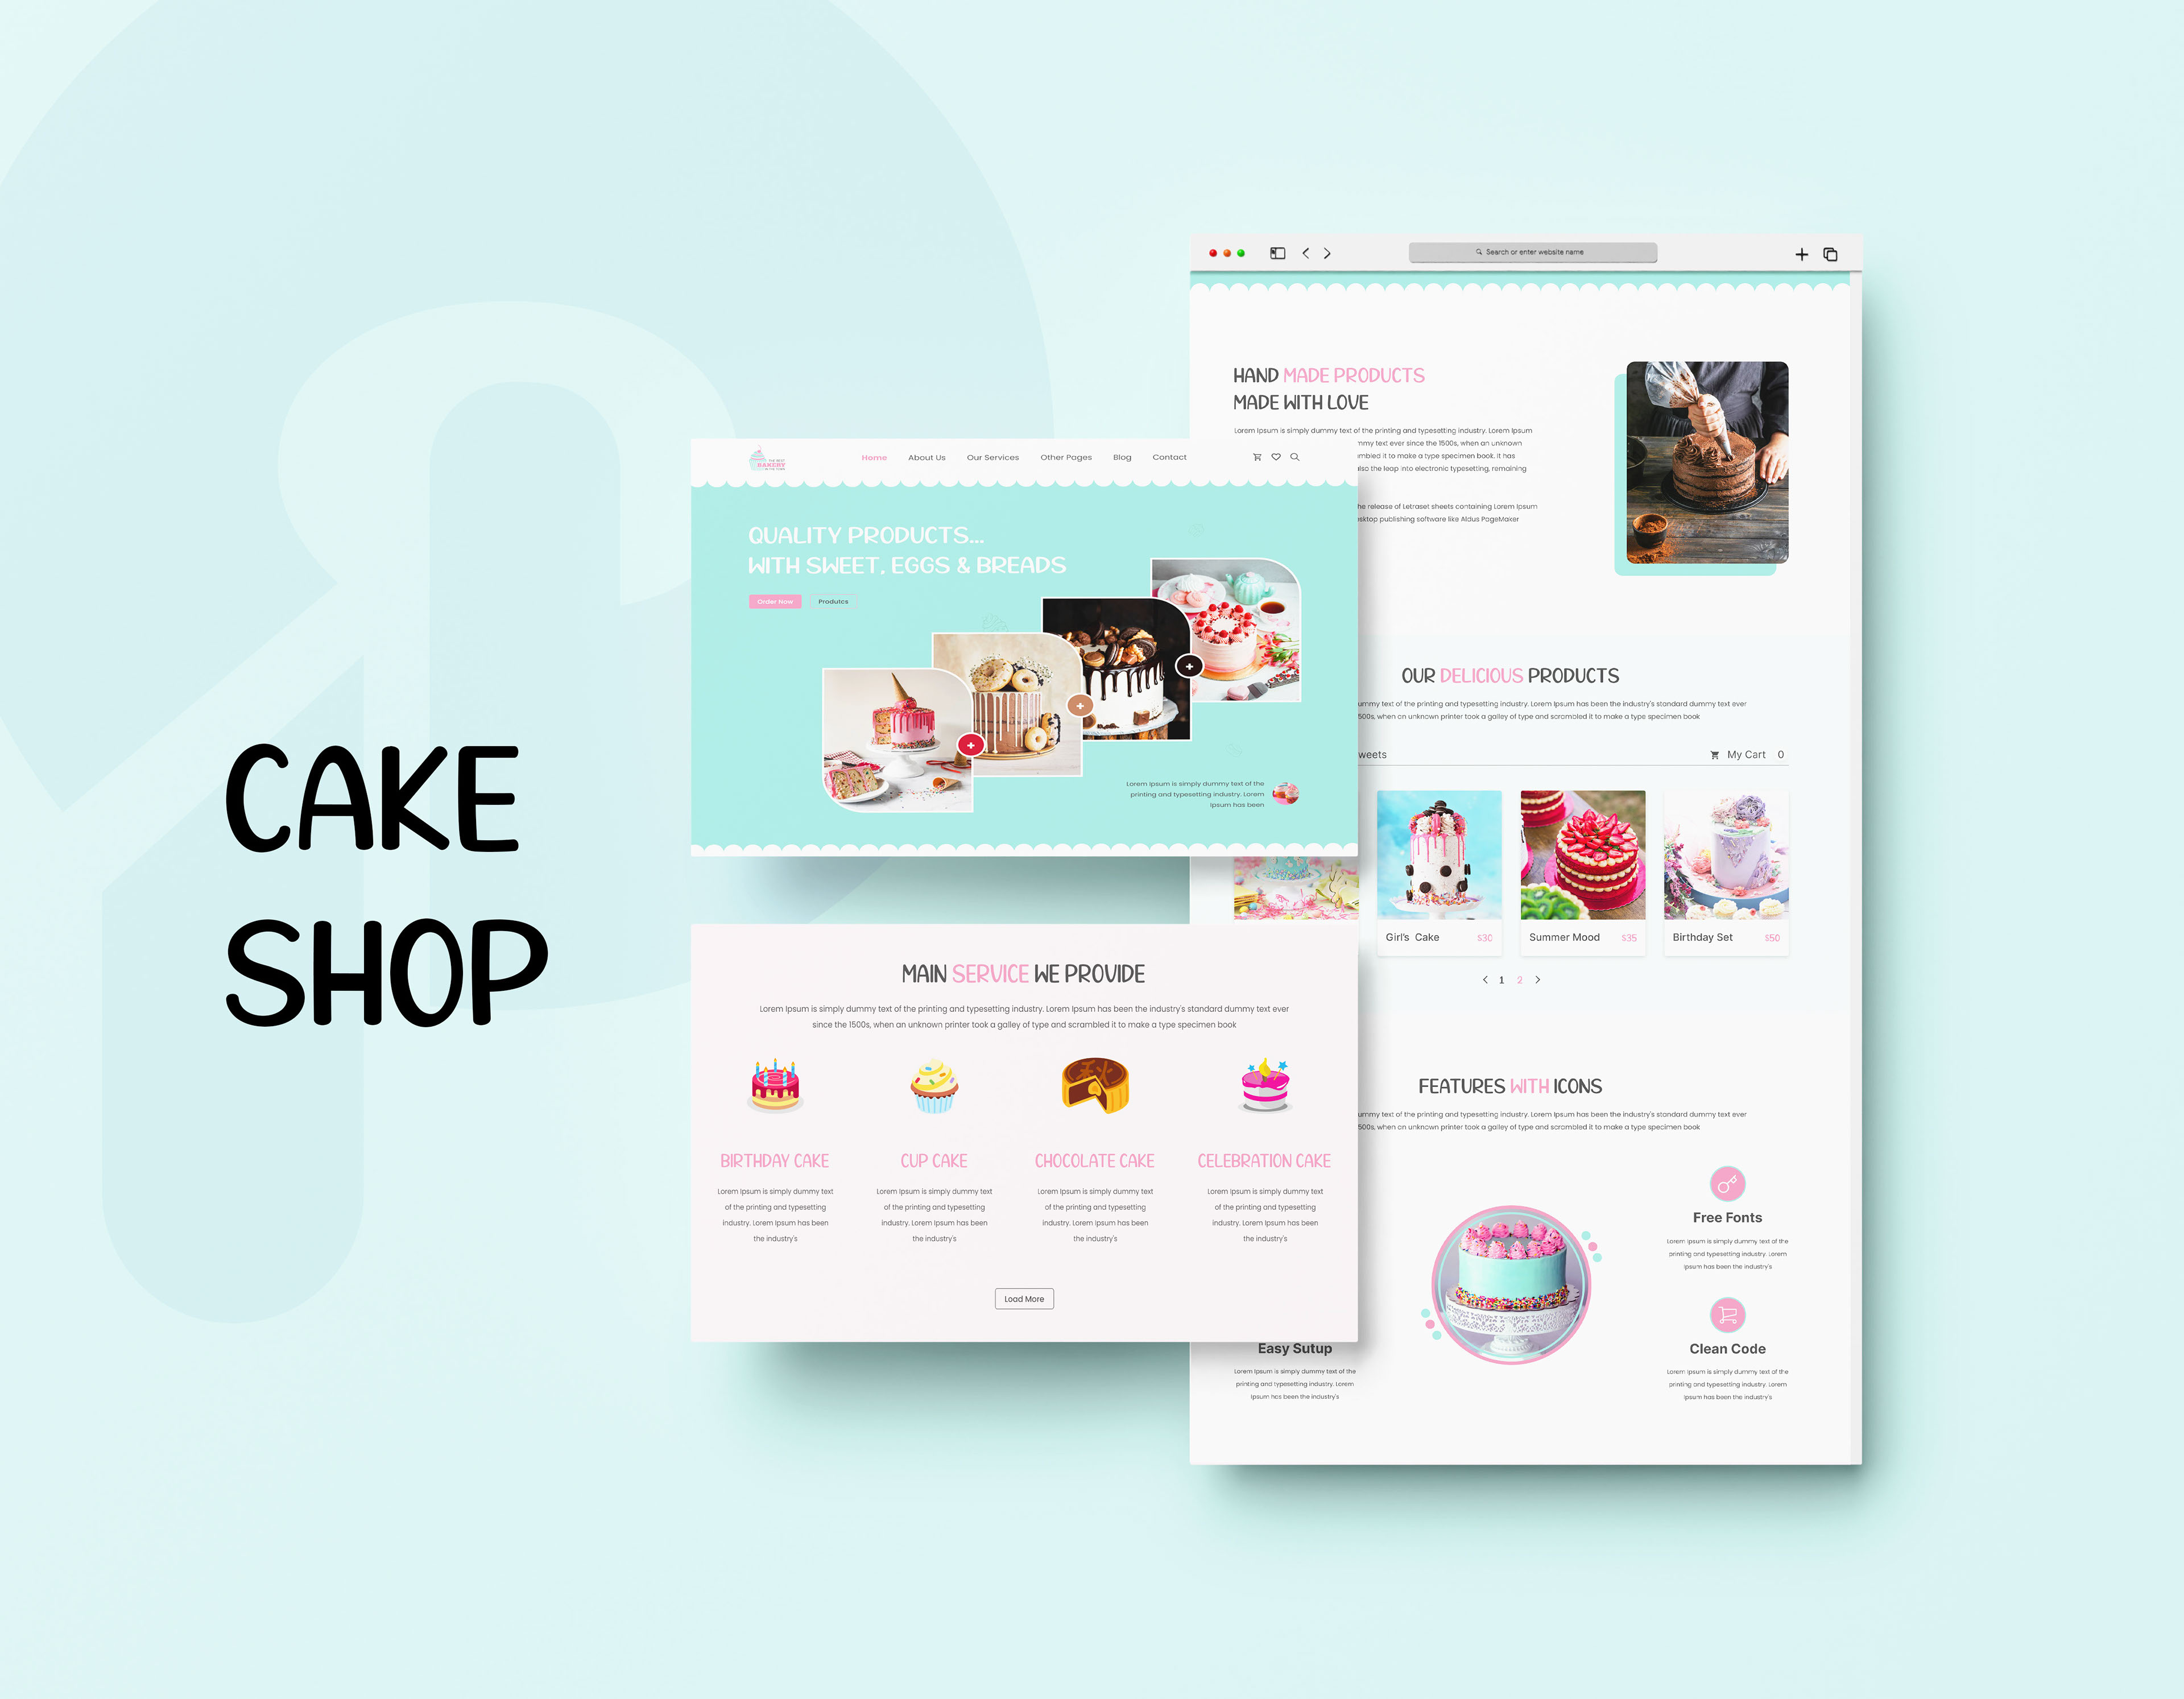 CAKE
SHOP
THE BEST
BAKERY
IN THE TOWN
Home About Us Our Services Other Pages Blog Contact
QUALITY PRODUCTS...
WITH SWEET, EGGS & BREADS
Order Now Produtcs
Lorem Ipsum is simply dummy text of the
printing and typesetting industry. Lorem
Ipsum has been
MAIN SERVICE WE PROVIDE
Lorem Ipsum is simply dummy text of the printing and typesetting industry. Lorem Ipsum has been the industry's standard dummy text ever
since the 1500s, when an unknown printer took a galley of type and scrambled it to make a type specimen book
BIRTHDAY CAKE
Lorem Ipsum is simply dummy text
of the printing and typesetting
industry. Lorem Ipsum has been
the industry's
CUP CAKE
Lorem Ipsum is simply dummy text
of the printing and typesetting
industry. Lorem Ipsum has been
the industry's
CHOCOLATE CAKE
Lorem Ipsum is simply dummy text
of the printing and typesetting
industry. Lorem Ipsum has been
the industry's
CELEBRATION CAKE
Lorem Ipsum is simply dummy text
of the printing and typesetting
industry. Lorem Ipsum has been
the industry's
Load More
Search or enter website name
HAND MADE PRODUCTS
MADE WITH LOVE
Lorem Ipsum is simply dummy text of the printing and typesetting industry. Lorem Ipsum
mmy text ever since the 1500s, when an unknown
ambled it to make a type specimen book. it has
also the leap into electronic typesetting, remaining
he release of Letraset sheets containing Lorem Ipsum
esktop publishing software like Aldus PageMaker
OUR DELICIOUS PRODUCTS
ummy text of the printing and typesetting industry. Lorem Ipsum has been the industry's standard dummy text ever
500s, when an unknown printer took a galley of type and scrambled it to make a type specimen book
weets My Cart 0
Girl's Cake $30
Summer Mood $35
Birthday Set $50
1 2
FEATURES WITH ICONS
ummy text of the printing and typesetting industry. Lorem Ipsum has been the industry's standard dummy text ever
500s, when an unknown printer took a galley of type and scrambled it to make a type specimen book
Free Fonts
Lorem Ipsum is simply dummy text of the
printing and typesetting industry. Lorem
Ipsum has been the industry's
Easy Sutup
Lorem Ipsum is simply dummy text of the
printing and typesetting industry. Lorem
Ipsum has been the industry's
Clean Code
Lorem Ipsum is simply dummy text of the
printing and typesetting industry. Lorem
Ipsum has been the industry's